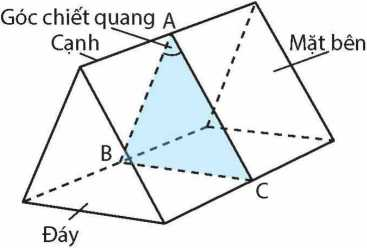 Góc chiết quang
A
Cạnh
Mặt bên
B
C
Đáy